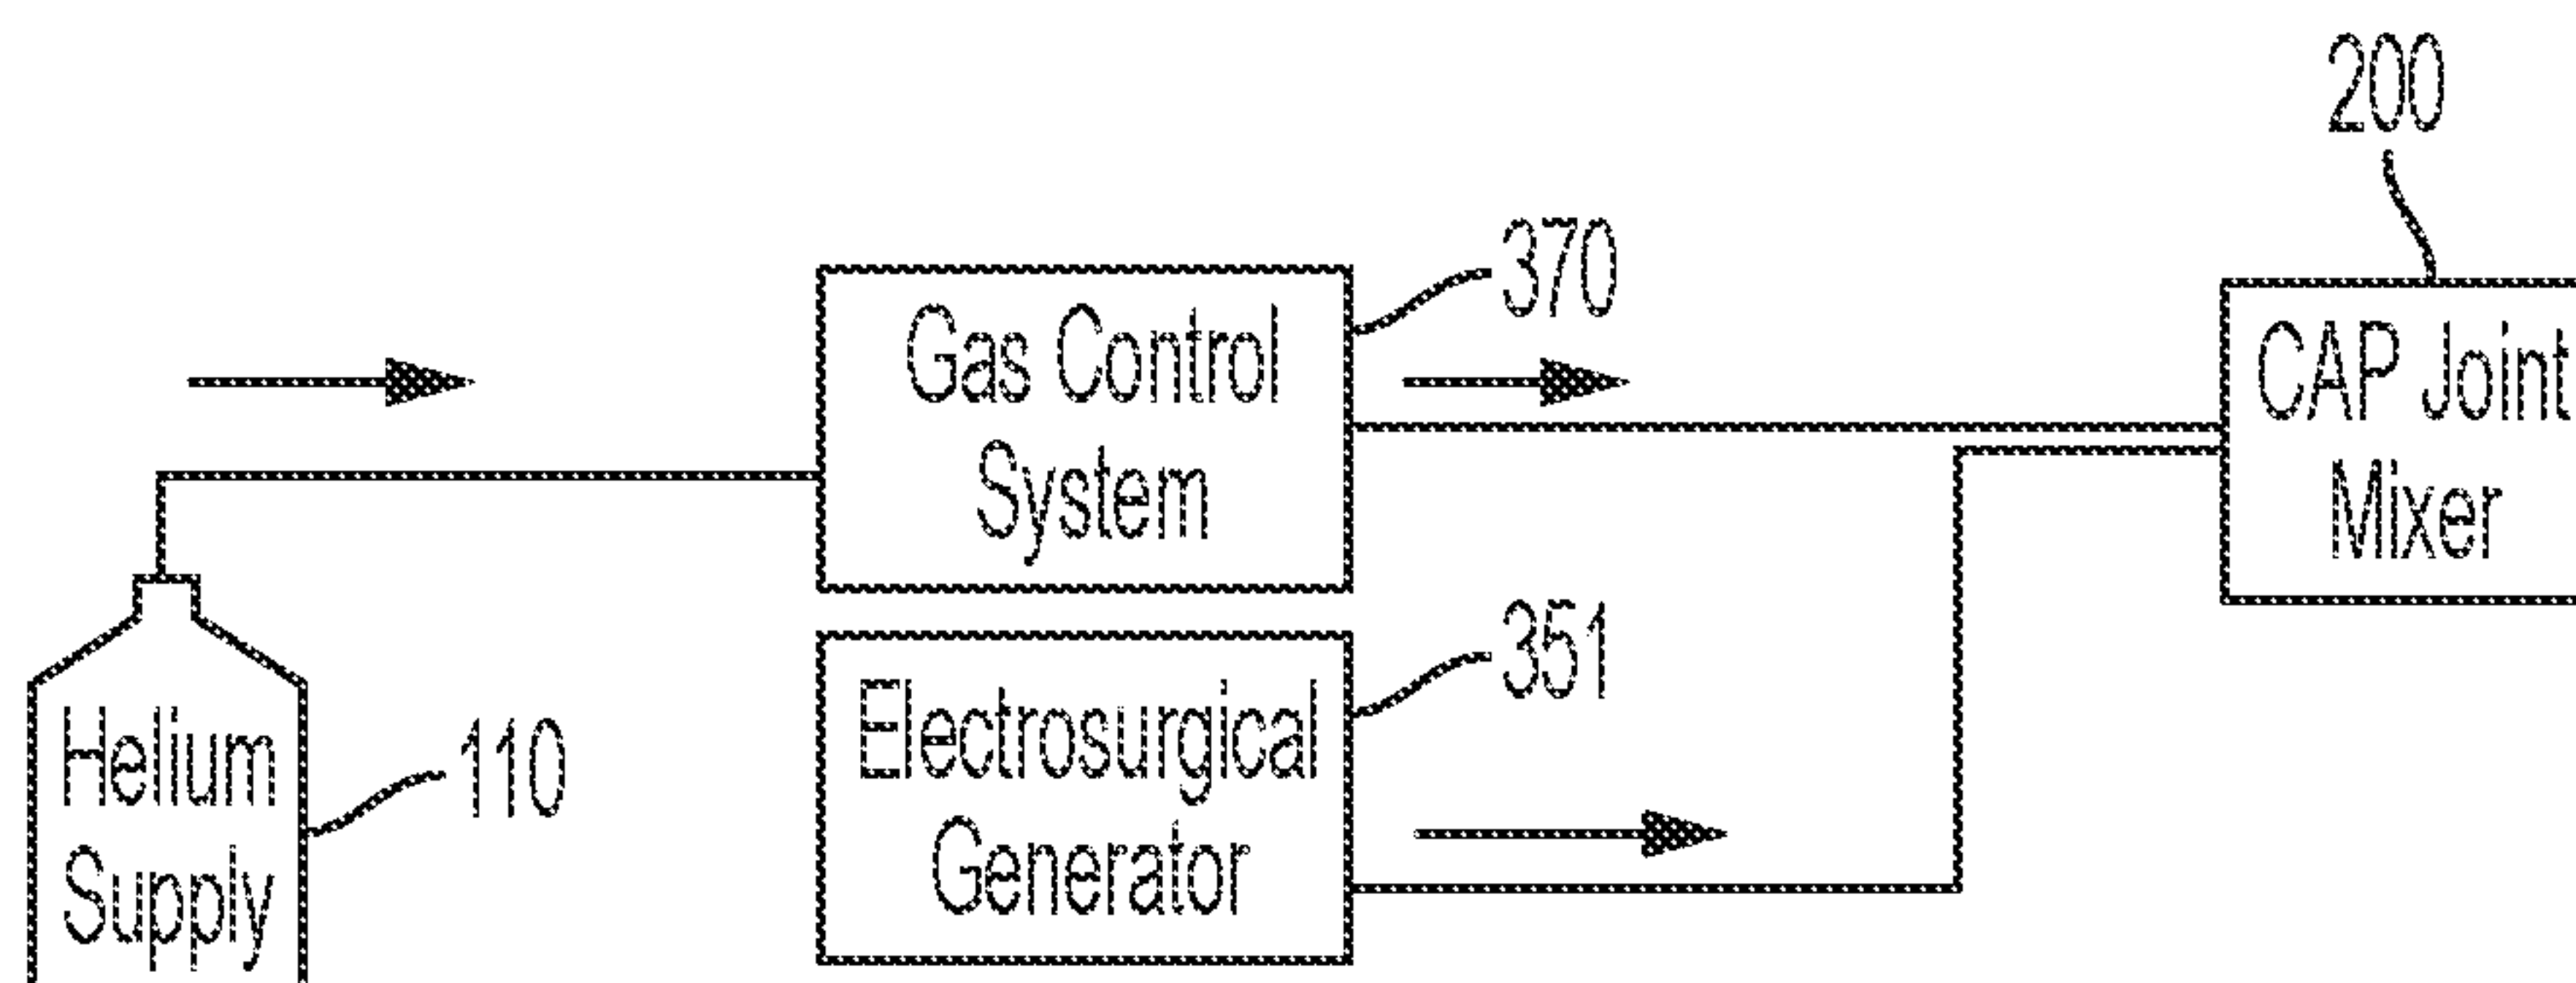 200
370
Gas Control
System
CAP Joint
Mixer
351
Electrosurgical
Generator
Helium
Supply
110